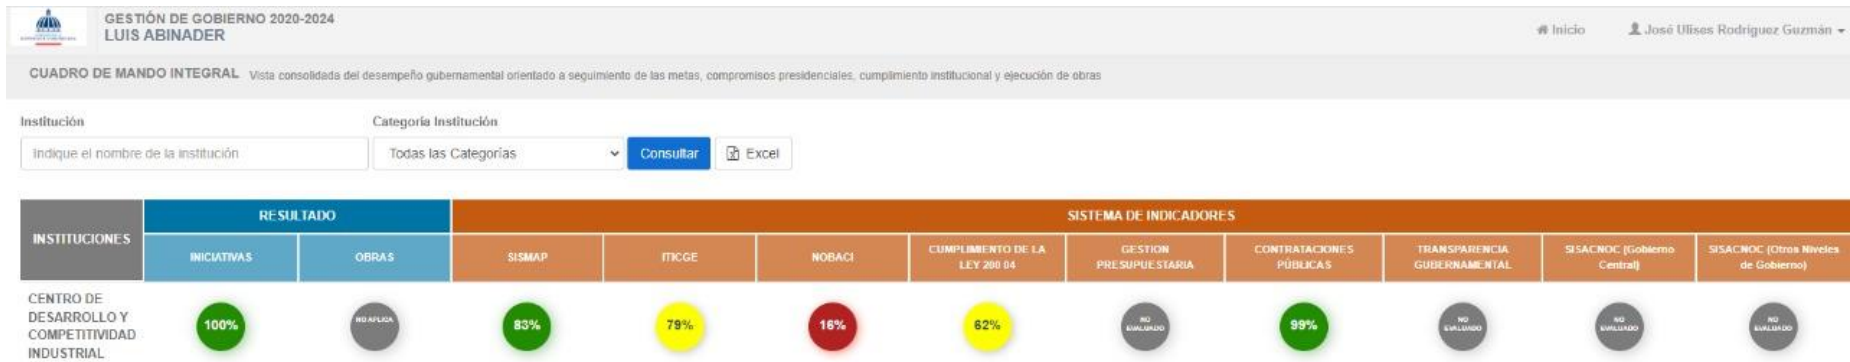 GESTIÓN DE GOBIERNO 2020-2024
LUIS ABINADER
Inicio
José Ulises Rodríguez Guzmán
CUADRO DE MANDO INTEGRAL Vista consolidada del desempeño gubernamental orientado a seguimiento de las metas, compromisos presidenciales, cumplimiento institucional y ejecución de obras
Institución
Categoría Institución
Indique el nombre de la institución
Todas las Categorías
Consultar
Excel
INSTITUCIONES
RESULTADO
SISTEMA DE INDICADORES
INICIATIVAS
OBRAS
SISMAP
ITICGE
NOBACI
CUMPLIMIENTO DE LA
LEY 200 04
GESTION
PRESUPUESTARIA
CONTRATACIONES
PÚBLICAS
TRANSPARENCIA
GUBERNAMENTAL
SISACNOC (Gobierno
Central)
SISACNOC (Otros Niveles
de Gobierno)
CENTRO DE
DESARROLLO Y
COMPETITIVIDAD
INDUSTRIAL
100%
NO APLICA
83%
79%
16%
62%
NO
EVALUADO
99%
NO
EVALUADO
NO
EVALUADO
NO
EVALUADO